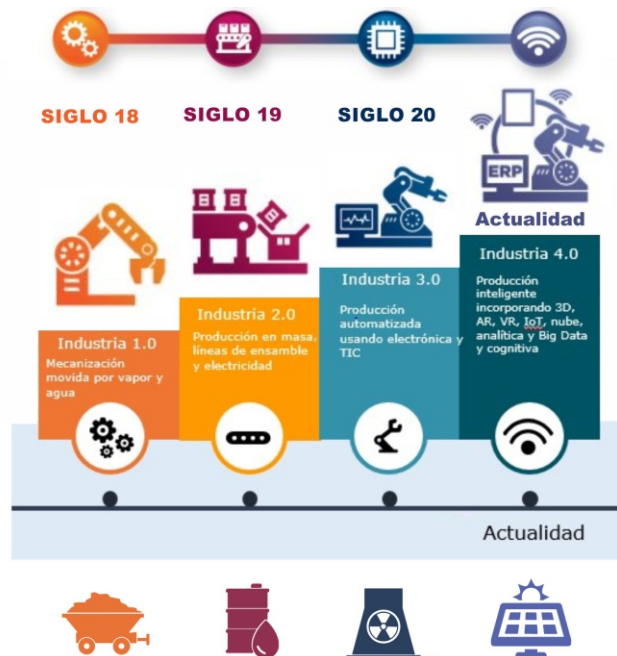 SIGLO 18
SIGLO 19
SIGLO 20
ERP
Actualidad
Industria 1.0
Mecanización
movida por vapor y
agua
Industria 2.0
Producción en masa,
líneas de ensamble
y electricidad
Industria 3.0
Producción
automatizada
usando electrónica y
TIC
Industria 4.0
Producción
inteligente
incorporando 3D,
AR, VR, IoT, nube,
analítica y Big Data
y cognitiva
Actualidad